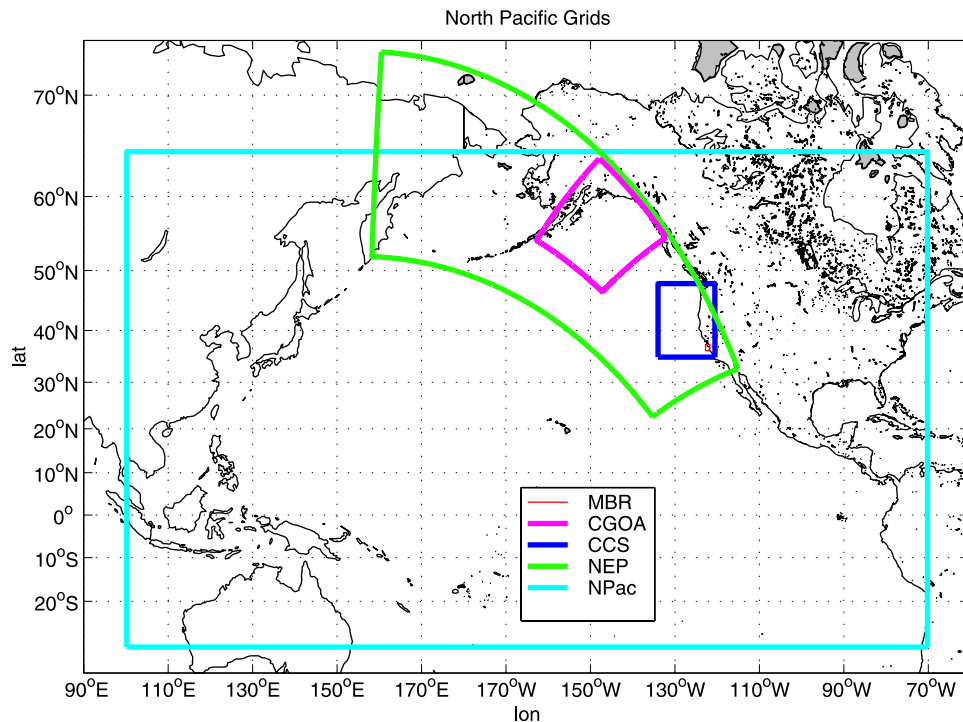 North Pacific Grids
70°N
60°N
50°N
40°N
30°N
20°N
10°N
0°
10°S
20°S
lat
MBR
CGOA
CCS
NEP
NPac
90°E 110°E 130°E 150°E 170°E 170°W 150°W 130°W 110°W 90°W 70°W
lon